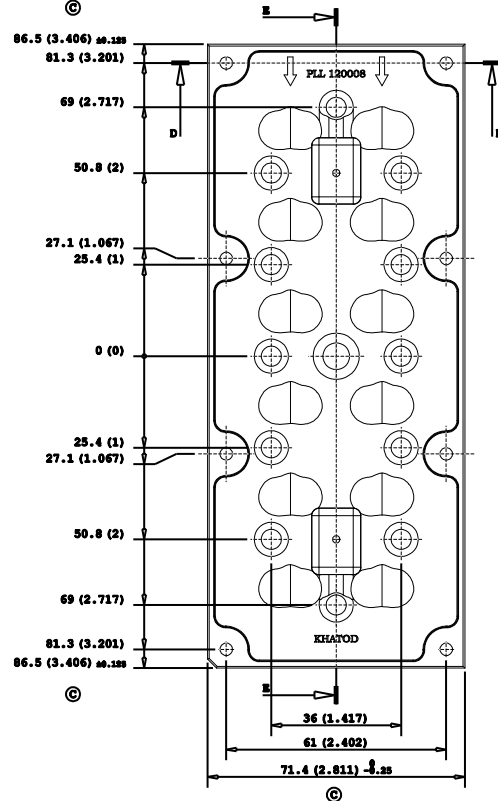 ©
E
86.5 (3.406) ±0.125
81.3 (3.201)
PLL 120008
D
69 (2.717)
50.8 (2)
27.1 (1.067)
25.4 (1)
0 (0)
25.4 (1)
27.1 (1.067)
50.8 (2)
69 (2.717)
KHATOD
81.3 (3.201)
86.5 (3.406) ±0.125
©
E
36 (1.417)
61 (2.402)
71.4 (2.811) 0 -0.25
©